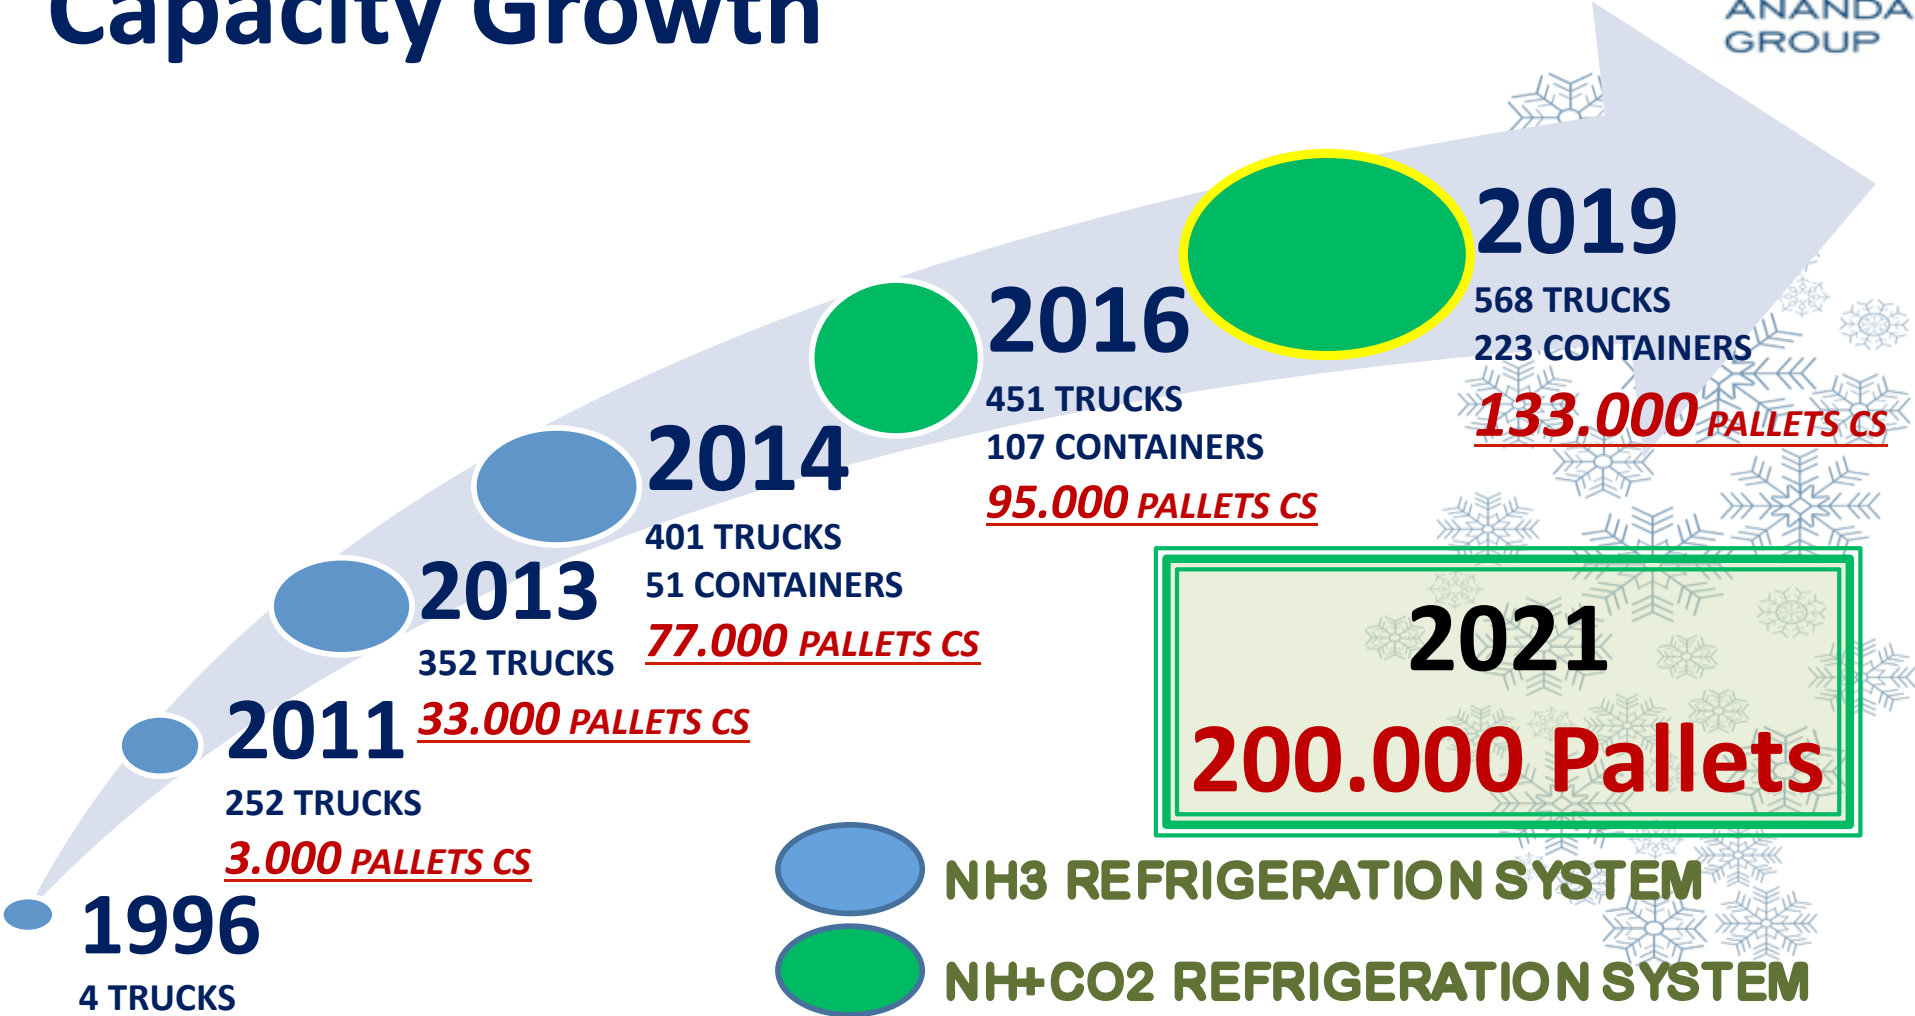 Capacity Growth
ANANDA
GROUP
2019
568 TRUCKS
223 CONTAINERS
133.000 PALLETS CS
2016
451 TRUCKS
107 CONTAINERS
95.000 PALLETS CS
2014
401 TRUCKS
51 CONTAINERS
77.000 PALLETS CS
2013
352 TRUCKS
33.000 PALLETS CS
2011
252 TRUCKS
3.000 PALLETS CS
1996
4 TRUCKS
2021
200.000 Pallets
NH3 REFRIGERATION SYSTEM
NH+CO2 REFRIGERATION SYSTEM